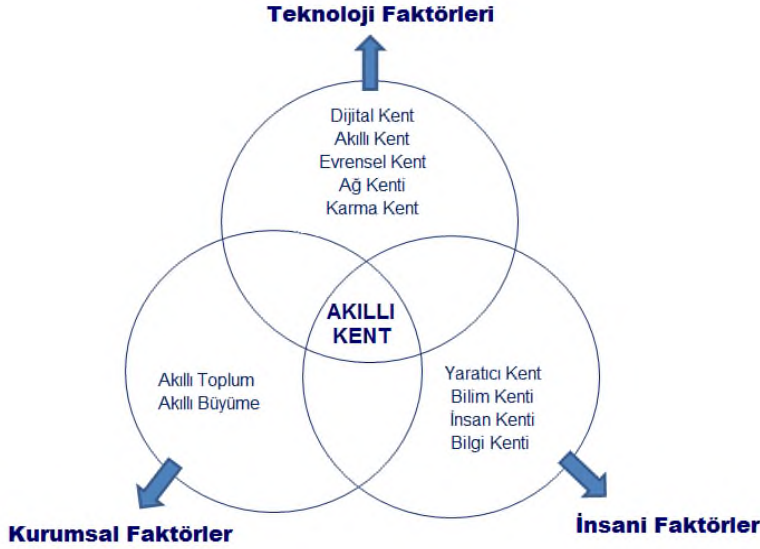 Teknoloji Faktörleri
Dijital Kent
Akıllı Kent
Evrensel Kent
Ağ Kenti
Karma Kent
AKILLI
KENT
Akıllı Toplum
Akıllı Büyüme
Yaratıcı Kent
Bilim Kenti
İnsan Kenti
Bilgi Kenti
Kurumsal Faktörler
İnsani Faktörler